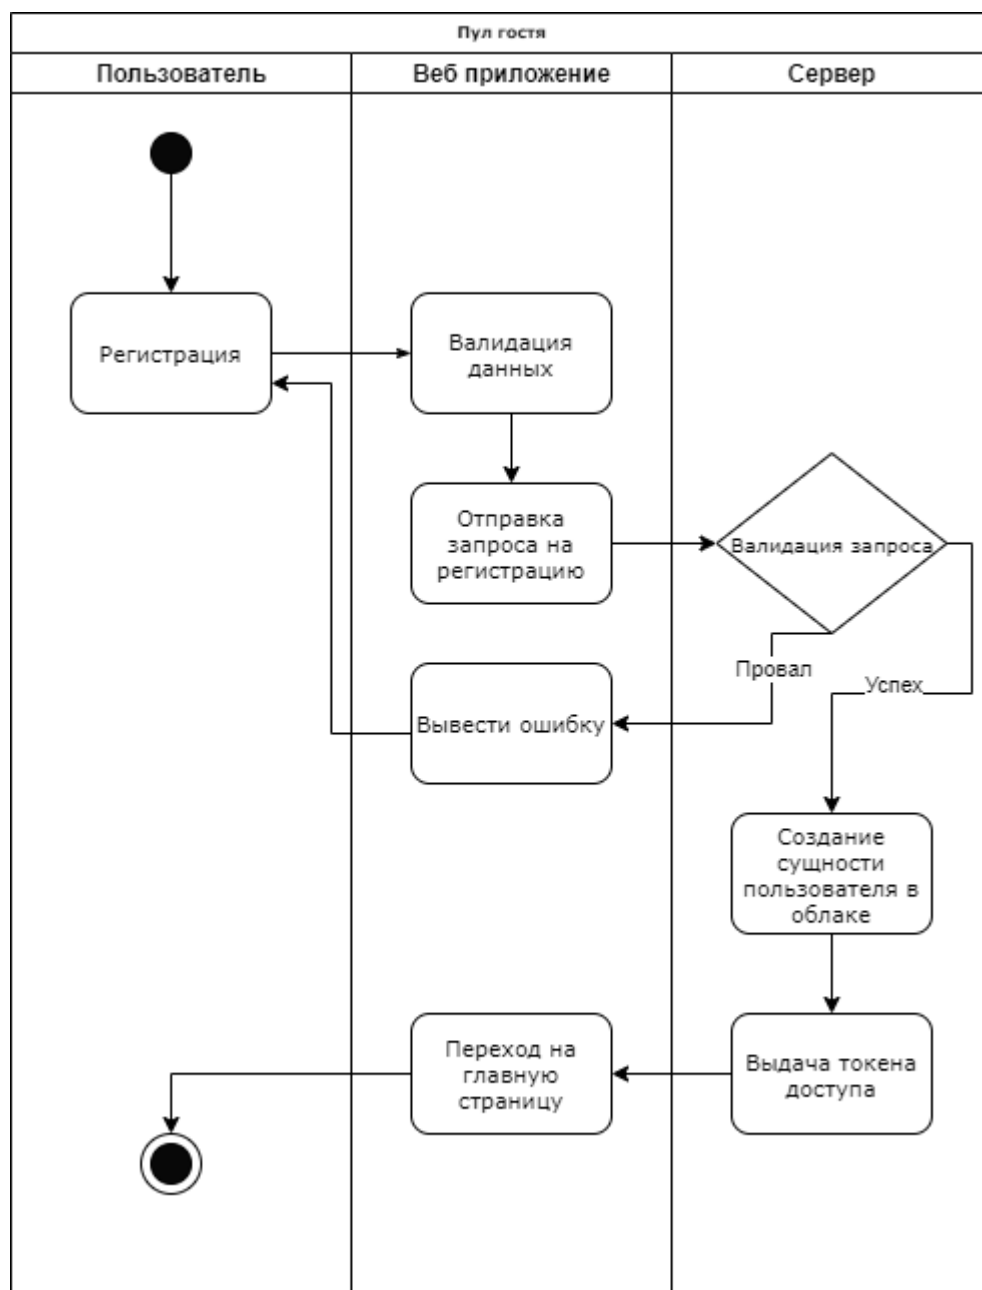 Пул гостя
Пользователь
Веб приложение
Сервер
Регистрация
Валидация
данных
Отправка
запроса на
регистрацию
Валидация запроса
Провал
Успех
Вывести ошибку
Создание
сущности
пользователя в
облаке
Переход на
главную
страницу
Выдача токена
доступа